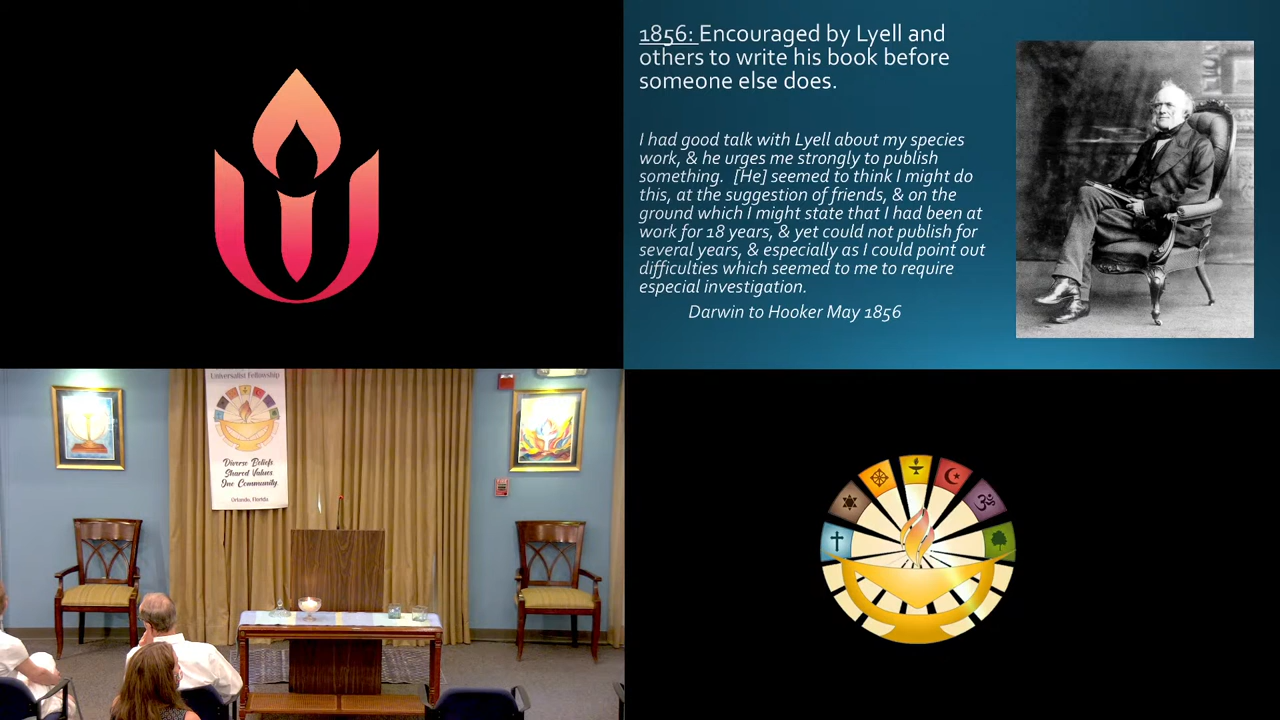 1856: Encouraged by Lyell and
others to write his book before
someone else does.
I had good talk with Lyell about my species
work, & he urges me strongly to publish
something. [He] seemed to think I might do
this, at the suggestion of friends, & on the
ground which I might state that I had been at
work for 18 years, & yet could not publish for
several years, & especially as I could point out
difficulties which seemed to me to require
especial investigation.
Darwin to Hooker May 1856
Universalist Fellowship
Diverse Beliefs
Shared Values
One Community
Orlando, Florida